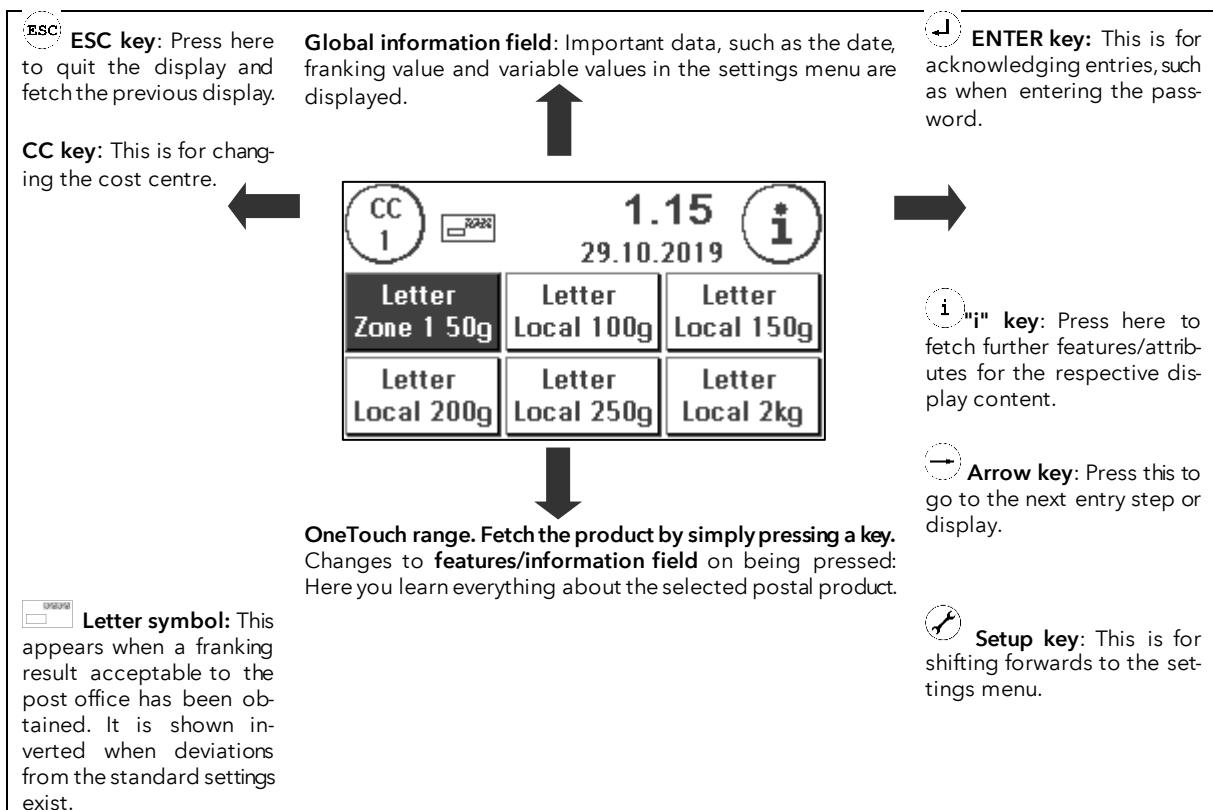 ESC ESC key: Press here
to quit the display and
fetch the previous display.
CC key: This is for chang-
ing the cost centre.
Global information field: Important data, such as the date,
franking value and variable values in the settings menu are
displayed.
ENTER key: This is for
acknowledging entries, such
as when entering the pass-
word.
CC
1
1.15
29.10.2019
i
Letter
Zone 1 50g
Letter
Local 100g
Letter
Local 150g
Letter
Local 200g
Letter
Local 250g
Letter
Local 2kg
i "i" key: Press here to
fetch further features/attrib-
utes for the respective dis-
play content.
Arrow key: Press this to
go to the next entry step or
display.
OneTouch range. Fetch the product by simply pressing a key.
Changes to features/information field on being pressed:
Here you learn everything about the selected postal product.
Letter symbol: This
appears when a franking
result acceptable to the
post office has been ob-
tained. It is shown in-
verted when deviations
from the standard settings
exist.
Setup key: This is for
shifting forwards to the set-
tings menu.